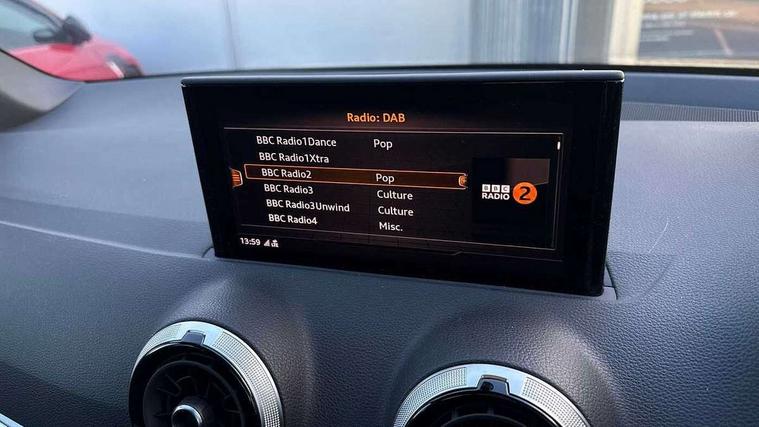 Radio: DAB
BBC Radio1Dance Pop
BBC Radio1Xtra
BBC Radio2 Pop
BBC Radio3 Culture
BBC Radio3Unwind Culture
BBC Radio4 Misc.
BBC
RADIO 2
13:59